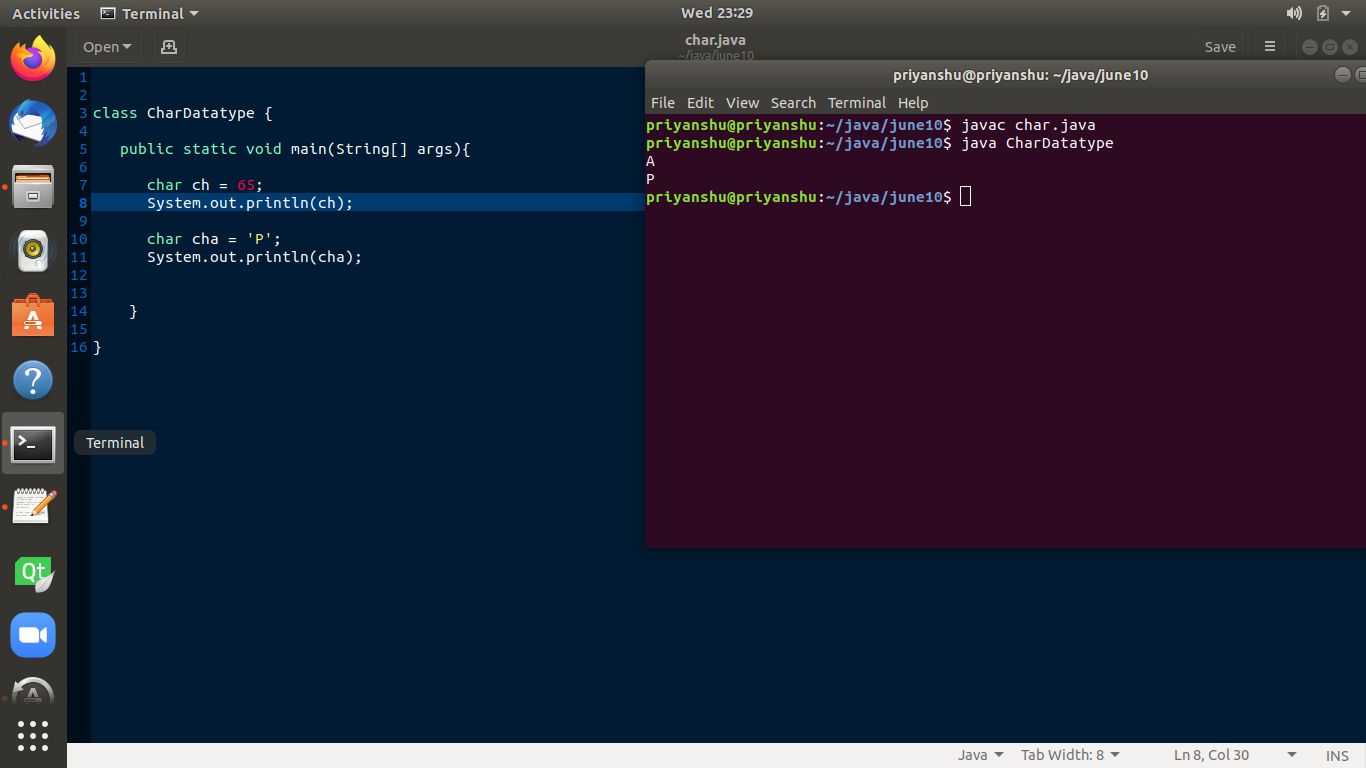 Activities Terminal Wed 23:29
Open char.java Save
~/java/june10
1
2
3 class CharDatatype {
4
5 public static void main(String[] args){
6
7 char ch = 65;
8 System.out.println(ch);
9
10 char cha = 'P';
11 System.out.println(cha);
12
13
14 }
15
16 }
priyanshu@priyanshu: ~/java/june10
File Edit View Search Terminal Help
priyanshu@priyanshu:~/java/june10$ javac char.java
priyanshu@priyanshu:~/java/june10$ java CharDatatype
A
P
priyanshu@priyanshu:~/java/june10$
Terminal
Qt
Java Tab Width: 8 Ln 8, Col 30 INS